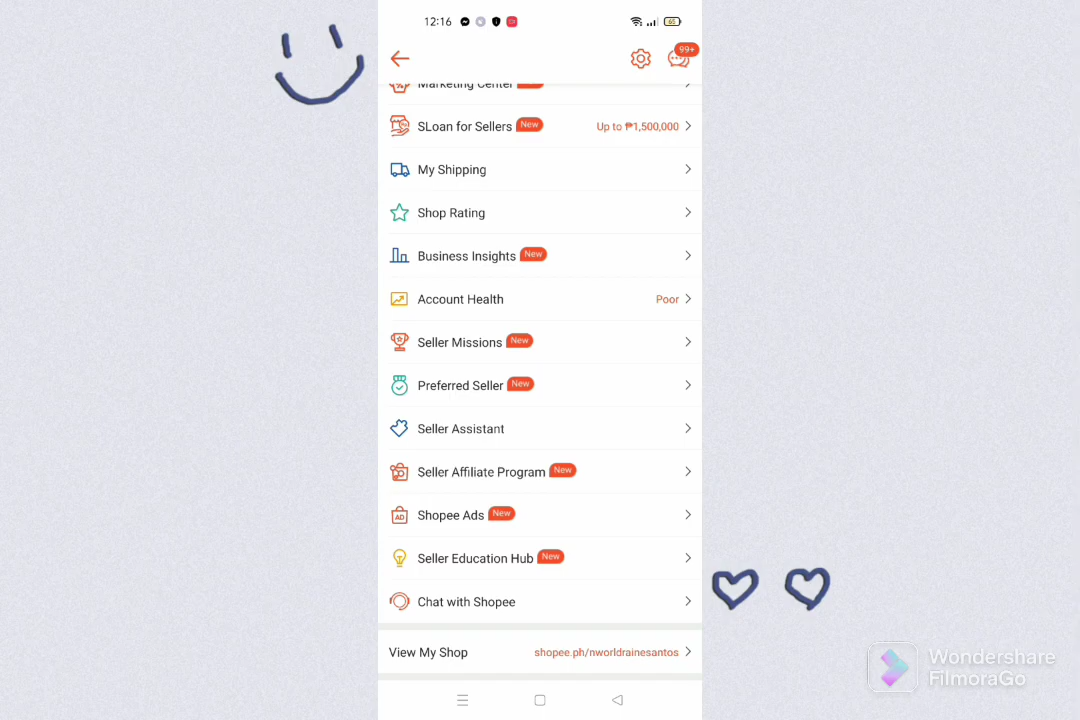 12:16
65
99+
Marketing Center
SLoan for Sellers New Up to ₱1,500,000
My Shipping
Shop Rating
Business Insights New
Account Health Poor
Seller Missions New
Preferred Seller New
Seller Assistant
Seller Affiliate Program New
AD Shopee Ads New
Seller Education Hub New
Chat with Shopee
View My Shop shopee.ph/nworldrainesantos
Wondershare
FilmoraGo